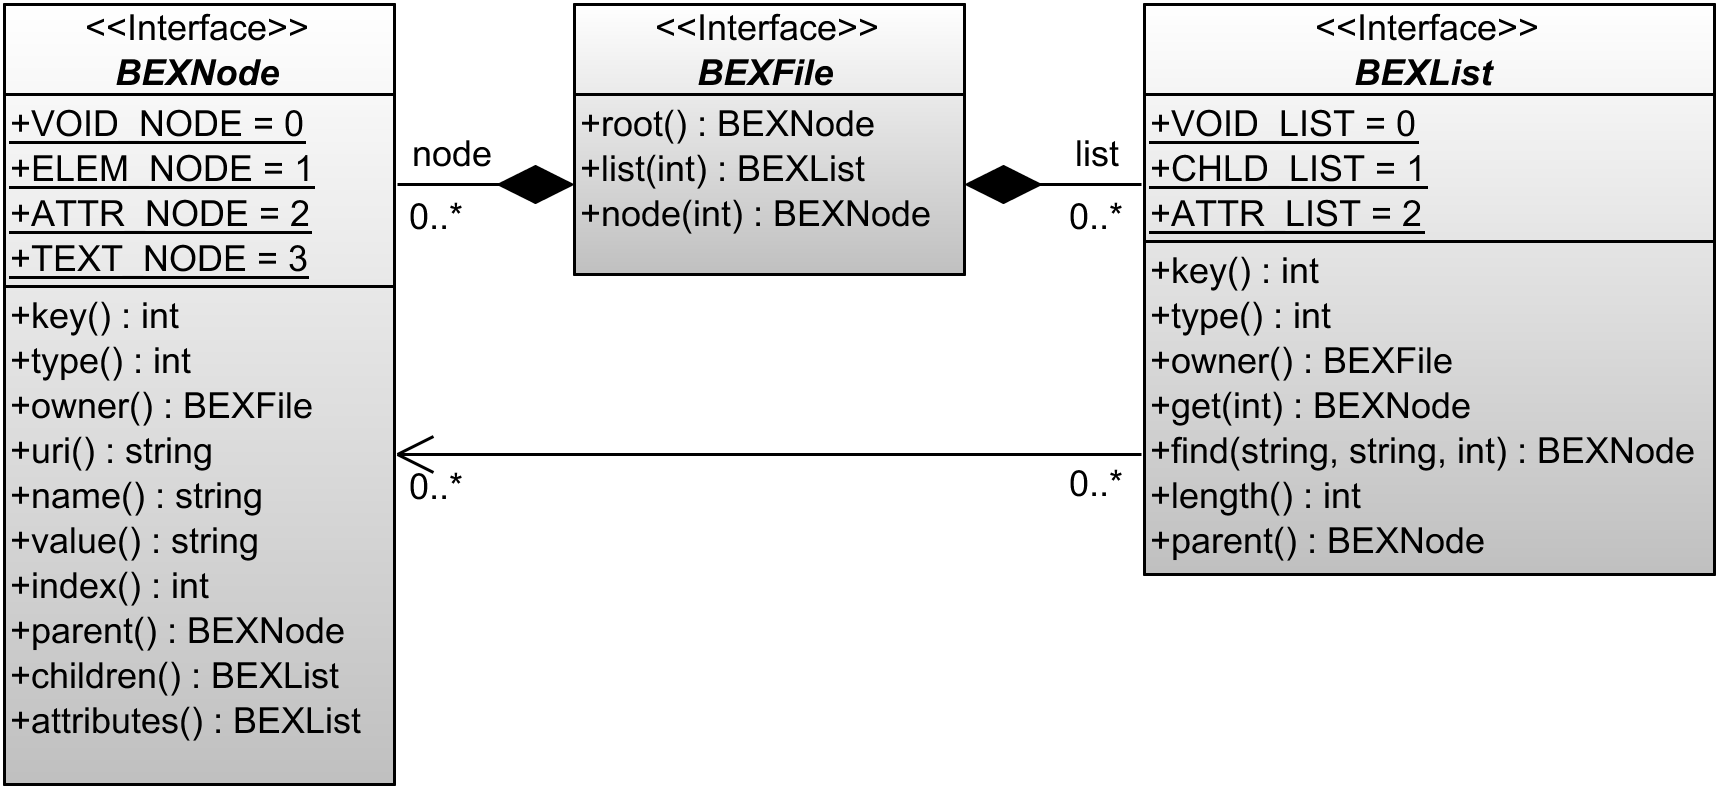 <<Interface>>
BEXNode
+VOID_NODE = 0
+ELEM_NODE = 1
+ATTR_NODE = 2
+TEXT_NODE = 3
+key() : int
+type() : int
+owner() : BEXFile
+uri() : string
+name() : string
+value() : string
+index() : int
+parent() : BEXNode
+children() : BEXList
+attributes() : BEXList
node
0..*
0..*
<<Interface>>
BEXFile
+root() : BEXNode
+list(int) : BEXList
+node(int) : BEXNode
list
0..*
0..*
<<Interface>>
BEXList
+VOID_LIST = 0
+CHLD_LIST = 1
+ATTR_LIST = 2
+key() : int
+type() : int
+owner() : BEXFile
+get(int) : BEXNode
+find(string, string, int) : BEXNode
+length() : int
+parent() : BEXNode